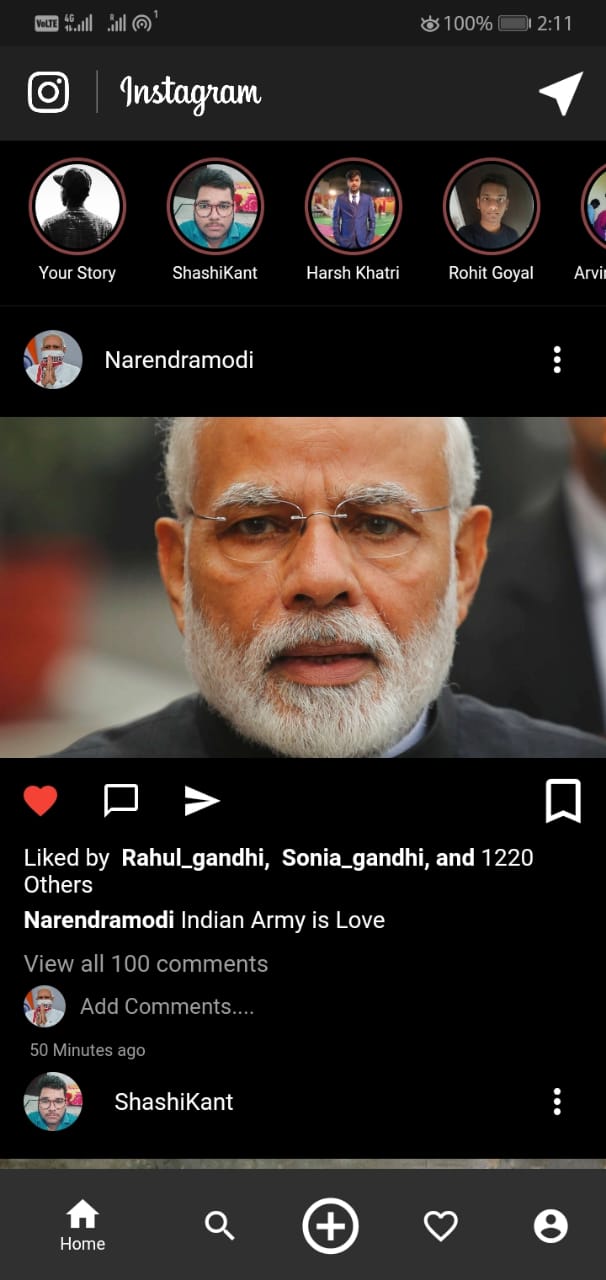 VoLTE 4G R 1 100% 2:11
Instagram
Your Story ShashiKant Harsh Khatri Rohit Goyal Arvin
Narendramodi
Liked by Rahul_gandhi, Sonia_gandhi, and 1220
Others
Narendramodi Indian Army is Love
View all 100 comments
Add Comments....
50 Minutes ago
ShashiKant
Home